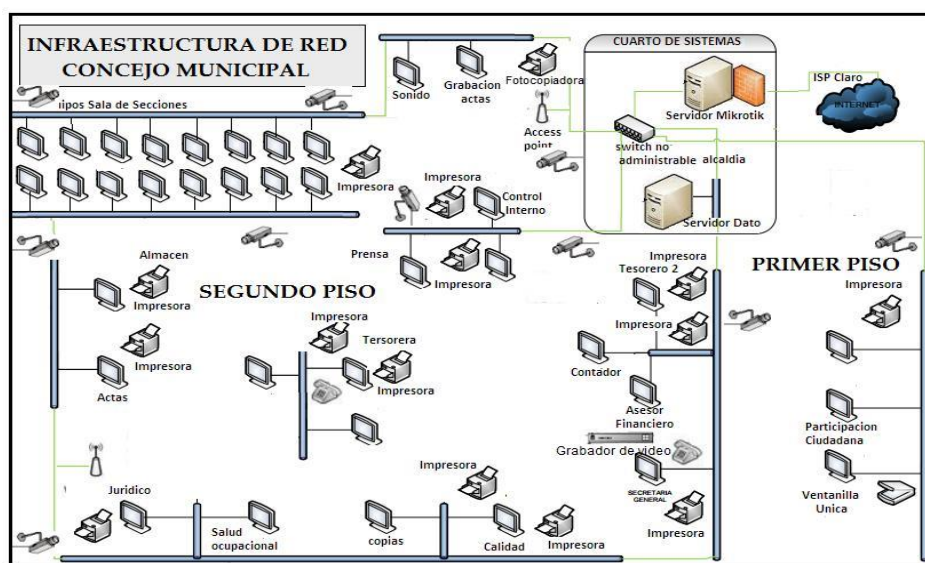 INFRAESTRUCTURA DE RED
CONCEJO MUNICIPAL
ipos Sala de Secciones
Sonido
Grabacion
actas
Fotocopiadora
Access
point
CUARTO DE SISTEMAS
Servidor Mikrotik
ISP Claro
INTERNET
switch no
administrable
alcaldia
Servidor Dato
Impresora
Impresora
Control
Interno
Prensa
Impresora
Almacen
Impresora
SEGUNDO PISO
PRIMER PISO
Impresora
Tesorero 2
Impresora
Impresora
Impresora
Actas
Impresora
Tersorera
Impresora
Contador
Asesor
Financiero
Participacion
Ciudadana
Grabador de video
Impresora
SECRETARIA
GENERAL
Ventanilla
Unica
Juridico
Salud
ocupacional
copias
Calidad
Impresora
Impresora